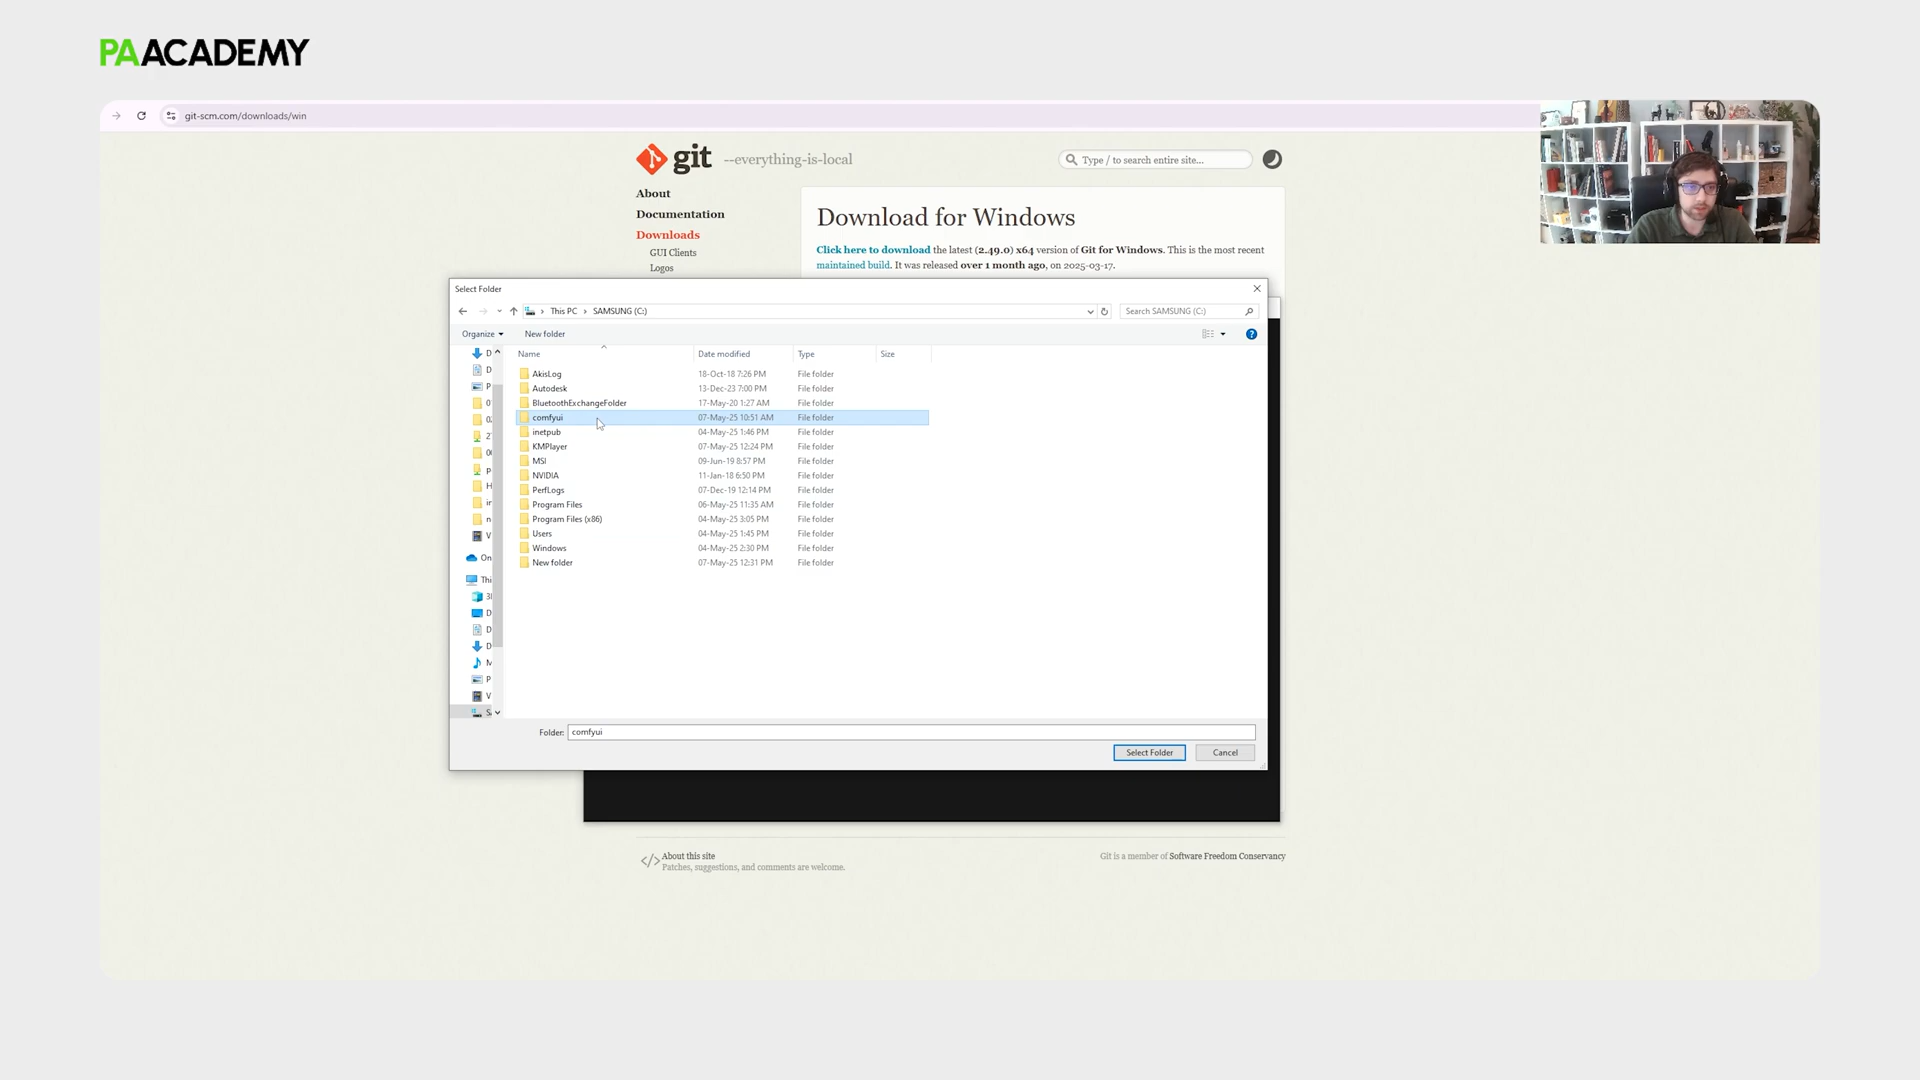 PAACADEMY
git-scm.com/downloads/win
git --everything-is-local
Type / to search entire site...
About
Documentation
Downloads
GUI Clients
Logos
Download for Windows
Click here to download the latest (2.49.0) x64 version of Git for Windows. This is the most recent
maintained build. It was released over 1 month ago, on 2025-03-17.
Select Folder
This PC › SAMSUNG (C:)
Search SAMSUNG (C:)
Organize
New folder
Name Date modified Type Size
AkisLog 18-Oct-18 7:26 PM File folder
Autodesk 13-Dec-23 7:00 PM File folder
BluetoothExchangeFolder 17-May-20 1:27 AM File folder
comfyui 07-May-25 10:51 AM File folder
inetpub 04-May-25 1:46 PM File folder
KMPlayer 07-May-25 12:24 PM File folder
MSI 09-Jun-19 8:57 PM File folder
NVIDIA 11-Jan-18 6:50 PM File folder
PerfLogs 07-Dec-19 12:14 PM File folder
Program Files 06-May-25 11:35 AM File folder
Program Files (x86) 04-May-25 3:05 PM File folder
Users 04-May-25 1:45 PM File folder
Windows 04-May-25 2:30 PM File folder
New folder 07-May-25 12:31 PM File folder
On
Thi
Folder: comfyui
Select Folder
Cancel
</> About this site
Patches, suggestions, and comments are welcome.
Git is a member of Software Freedom Conservancy